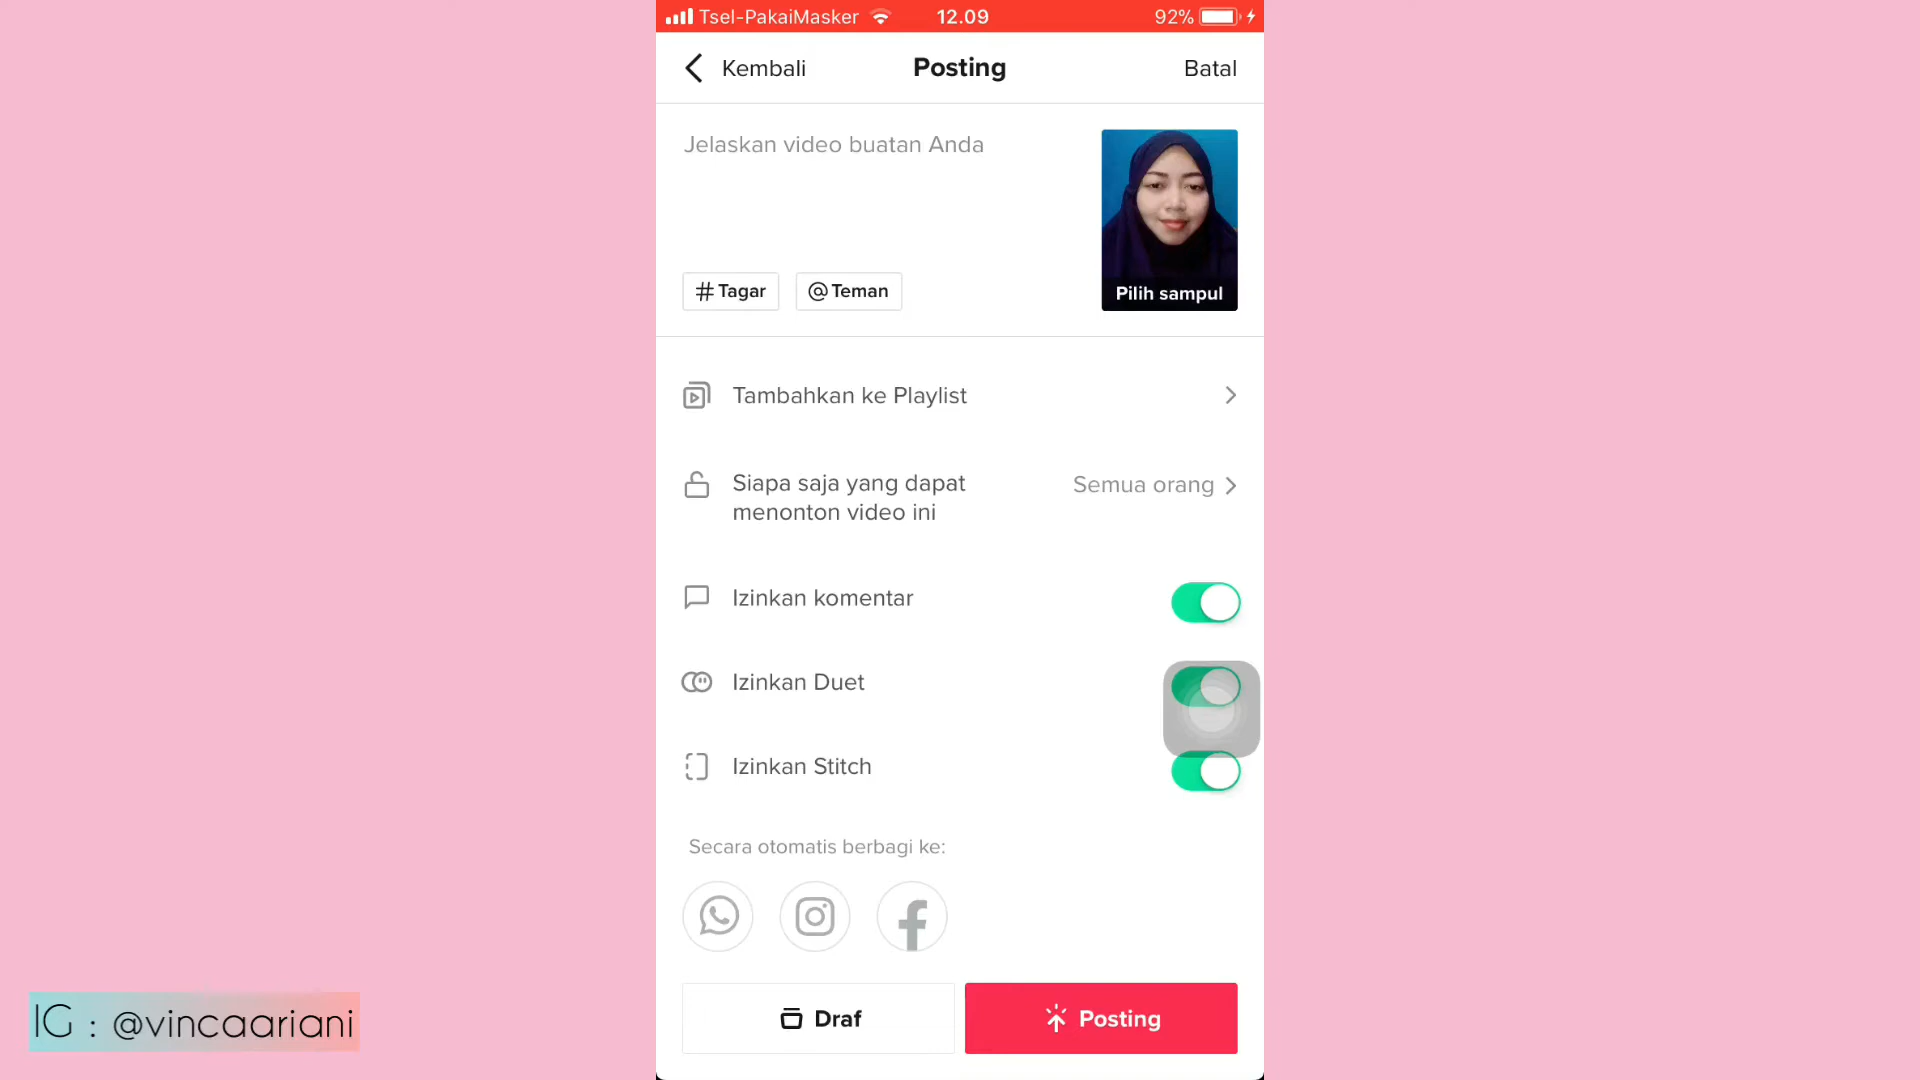 Tsel-PakaiMasker 12.09 92%
Kembali Posting Batal
Jelaskan video buatan Anda
# Tagar @ Teman
Pilih sampul
Tambahkan ke Playlist
Siapa saja yang dapat
menonton video ini
Semua orang
Izinkan komentar
Izinkan Duet
Izinkan Stitch
Secara otomatis berbagi ke:
Draf Posting
IG : @vincaariani